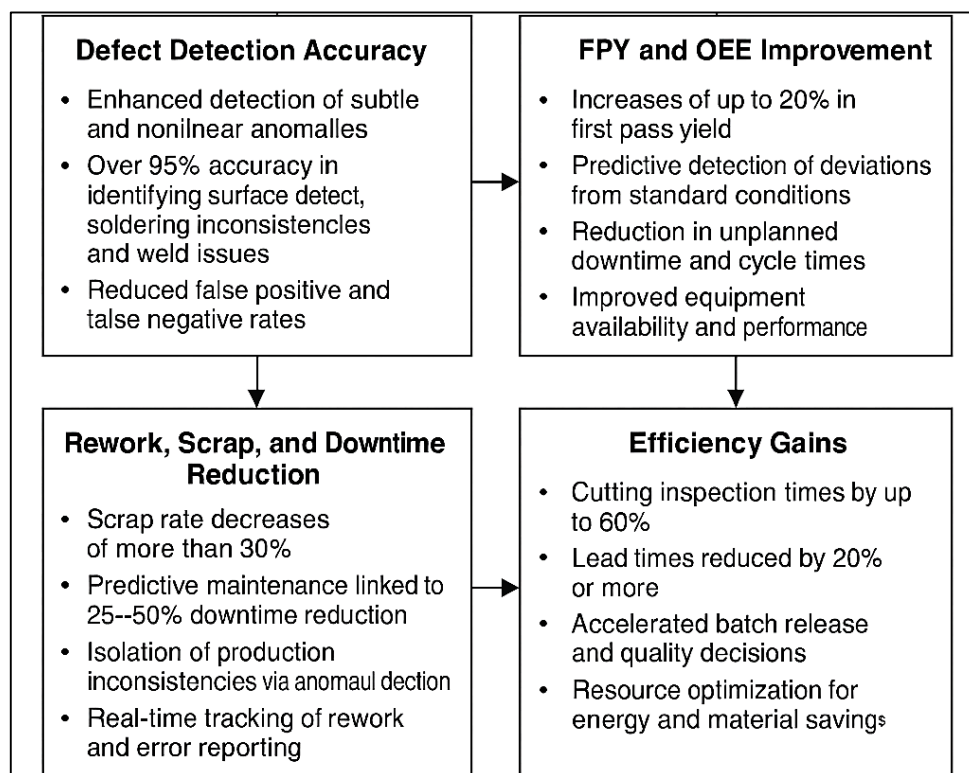 Defect Detection Accuracy
• Enhanced detection of subtle
and nonilnear anomalles
• Over 95% accuracy in
identifying surface detect,
soldering inconsistencies
and weld issues
• Reduced false positive and
talse negative rates
FPY and OEE Improvement
• Increases of up to 20% in
first pass yield
• Predictive detection of deviations
from standard conditions
• Reduction in unplanned
downtime and cycle times
• Improved equipment
availability and performance
Rework, Scrap, and Downtime
Reduction
• Scrap rate decreases
of more than 30%
• Predictive maintenance linked to
25--50% downtime reduction
• Isolation of production
inconsistencies via anomaul dection
• Real-time tracking of rework
and error reporting
Efficiency Gains
• Cutting inspection times by up
to 60%
• Lead times reduced by 20%
or more
• Accelerated batch release
and quality decisions
• Resource optimization for
energy and material savings